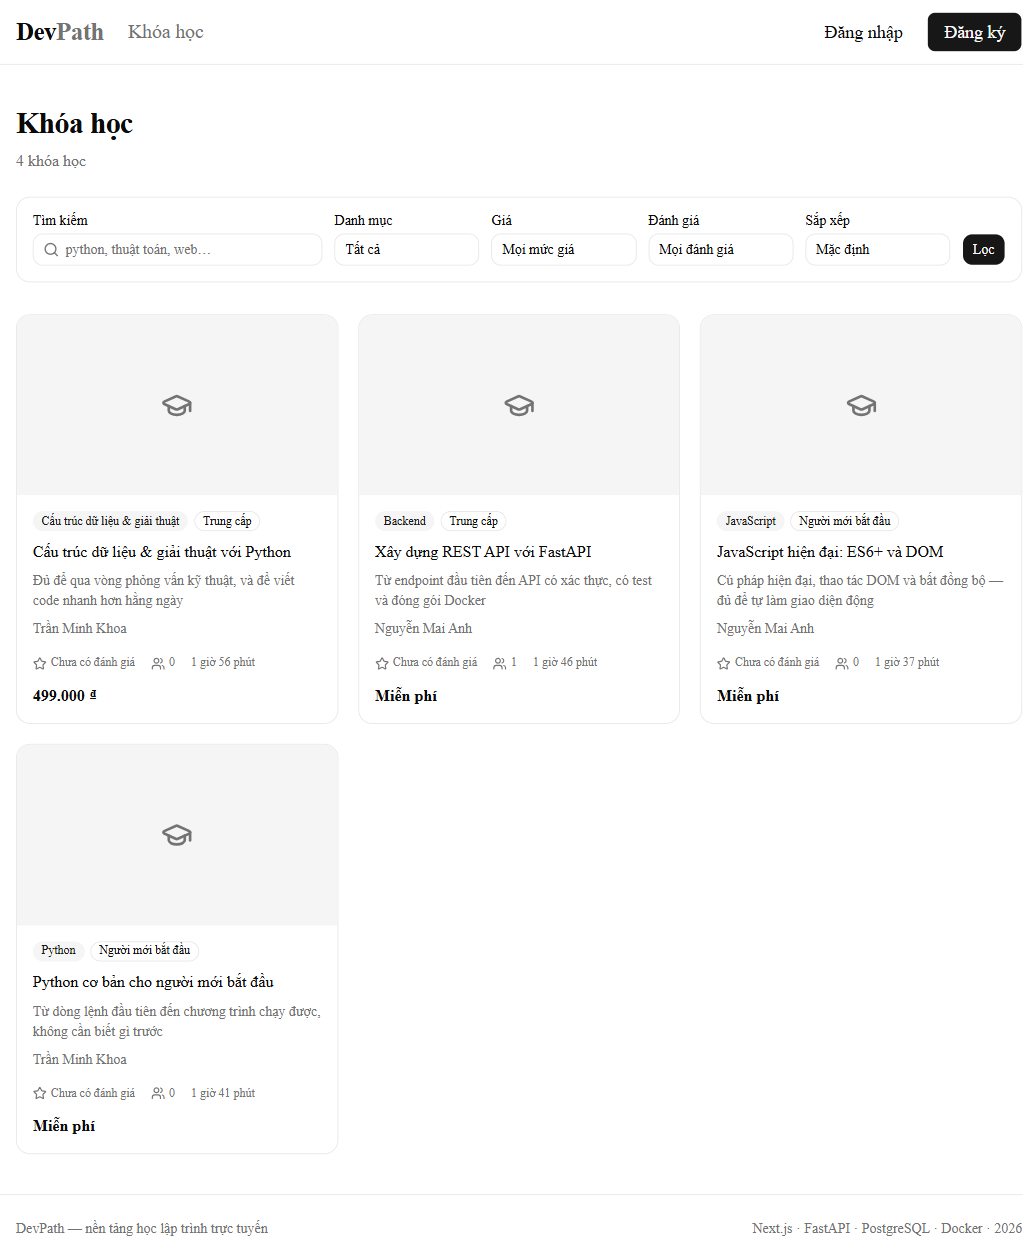 DevPath Khóa học Đăng nhập Đăng ký
Khóa học
4 khóa học
Tìm kiếm Danh mục Giá Đánh giá Sắp xếp
python, thuật toán, web… Tất cả Mọi mức giá Mọi đánh giá Mặc định Lọc
Cấu trúc dữ liệu & giải thuật Trung cấp
Cấu trúc dữ liệu & giải thuật với Python
Đủ để qua vòng phỏng vấn kỹ thuật, và để viết
code nhanh hơn hằng ngày
Trần Minh Khoa
Chưa có đánh giá 0 1 giờ 56 phút
499.000 ₫
Backend Trung cấp
Xây dựng REST API với FastAPI
Từ endpoint đầu tiên đến API có xác thực, có test
và đóng gói Docker
Nguyễn Mai Anh
Chưa có đánh giá 1 1 giờ 46 phút
Miễn phí
JavaScript Người mới bắt đầu
JavaScript hiện đại: ES6+ và DOM
Cú pháp hiện đại, thao tác DOM và bất đồng bộ —
đủ để tự làm giao diện động
Nguyễn Mai Anh
Chưa có đánh giá 0 1 giờ 37 phút
Miễn phí
Python Người mới bắt đầu
Python cơ bản cho người mới bắt đầu
Từ dòng lệnh đầu tiên đến chương trình chạy được,
không cần biết gì trước
Trần Minh Khoa
Chưa có đánh giá 0 1 giờ 41 phút
Miễn phí
DevPath — nền tảng học lập trình trực tuyến Next.js · FastAPI · PostgreSQL · Docker · 2026